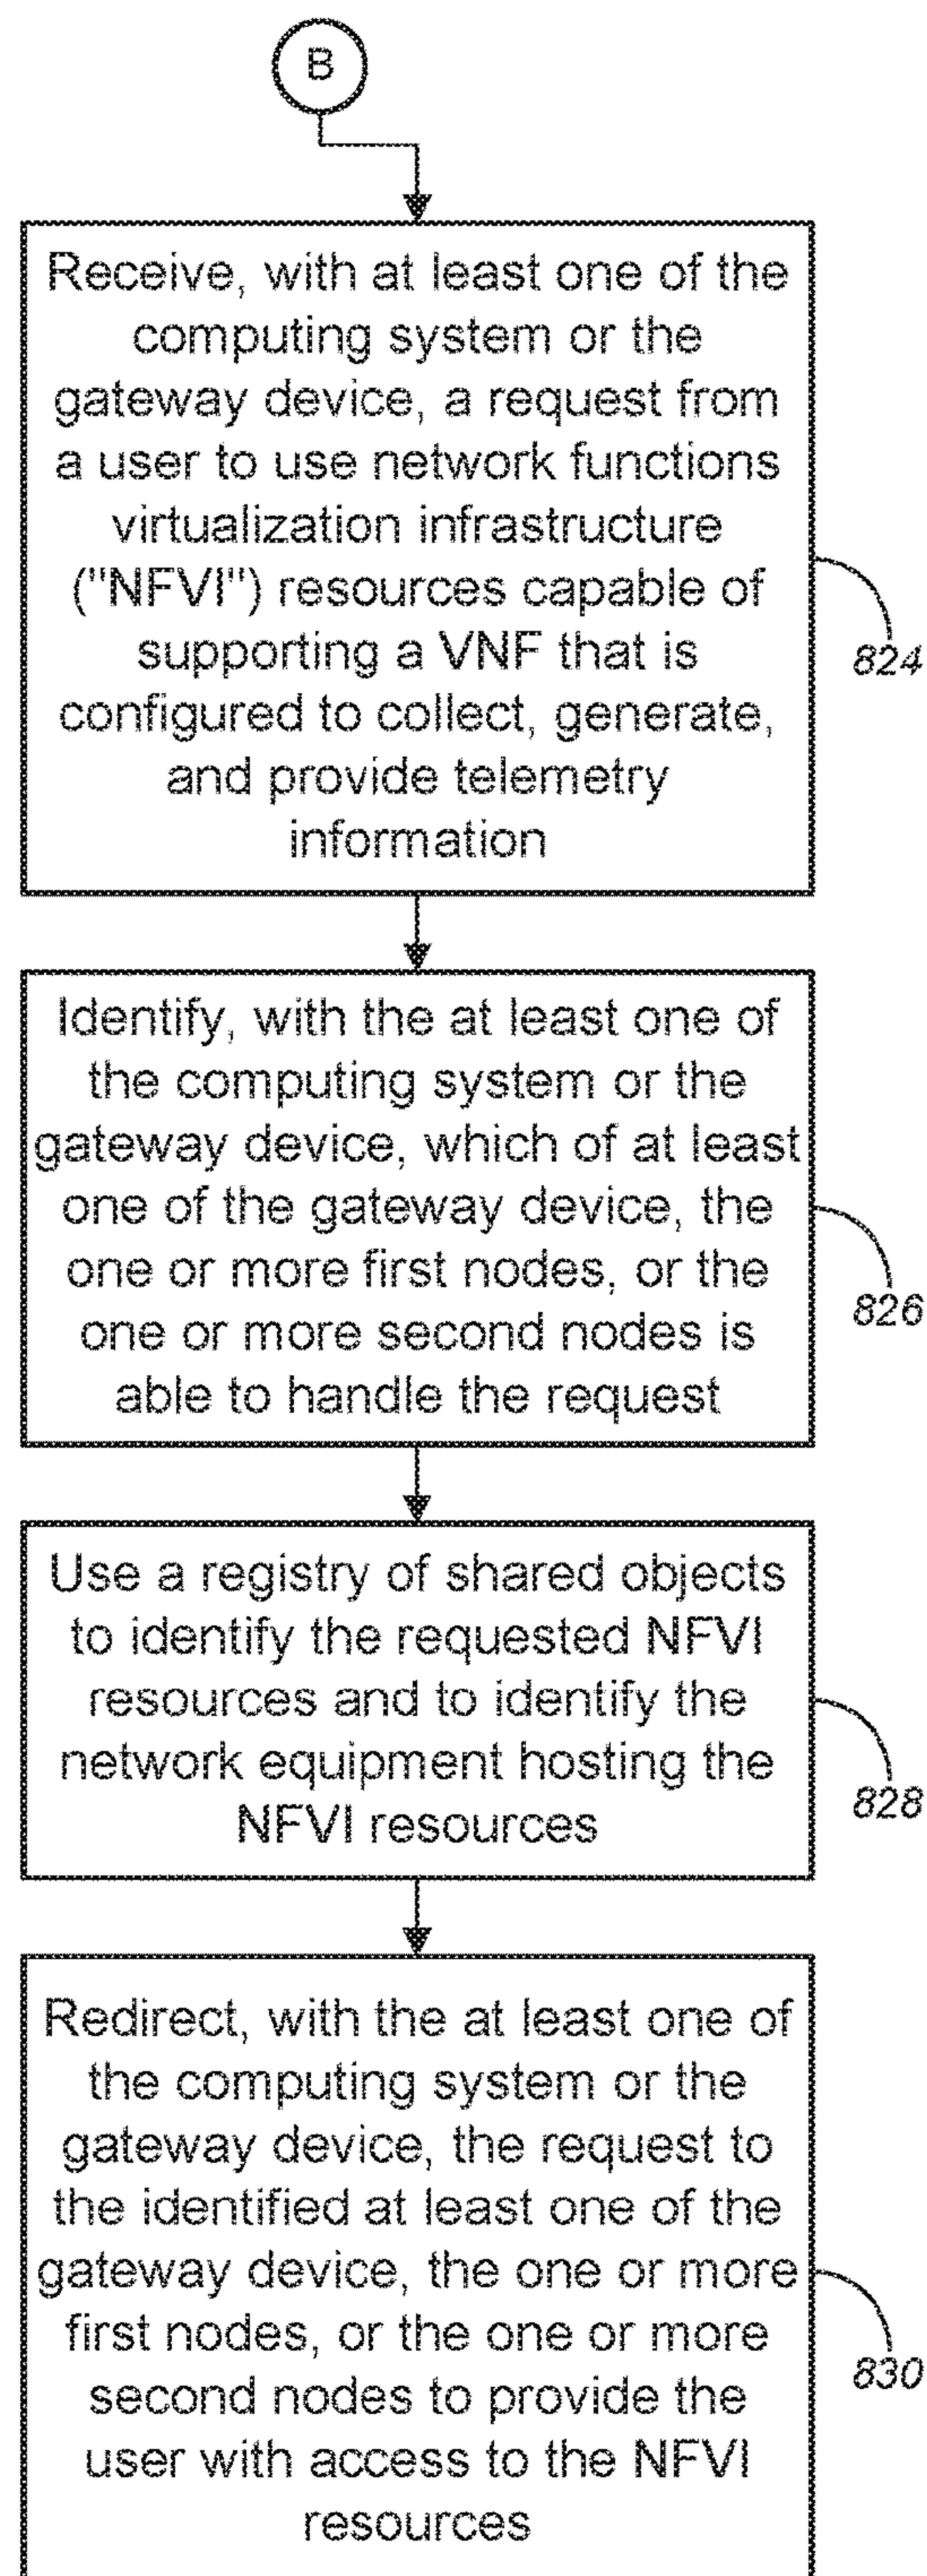 B
Receive, with at least one of the
computing system or the
gateway device, a request from
a user to use network functions
virtualization infrastructure
("NFVI") resources capable of
supporting a VNF that is
configured to collect, generate,
and provide telemetry
information
824
Identify, with the at least one of
the computing system or the
gateway device, which of at least
one of the gateway device, the
one or more first nodes, or the
one or more second nodes is
able to handle the request
826
Use a registry of shared objects
to identify the requested NFVI
resources and to identify the
network equipment hosting the
NFVI resources
828
Redirect, with the at least one of
the computing system or the
gateway device, the request to
the identified at least one of the
gateway device, the one or more
first nodes, or the one or more
second nodes to provide the
user with access to the NFVI
resources
830